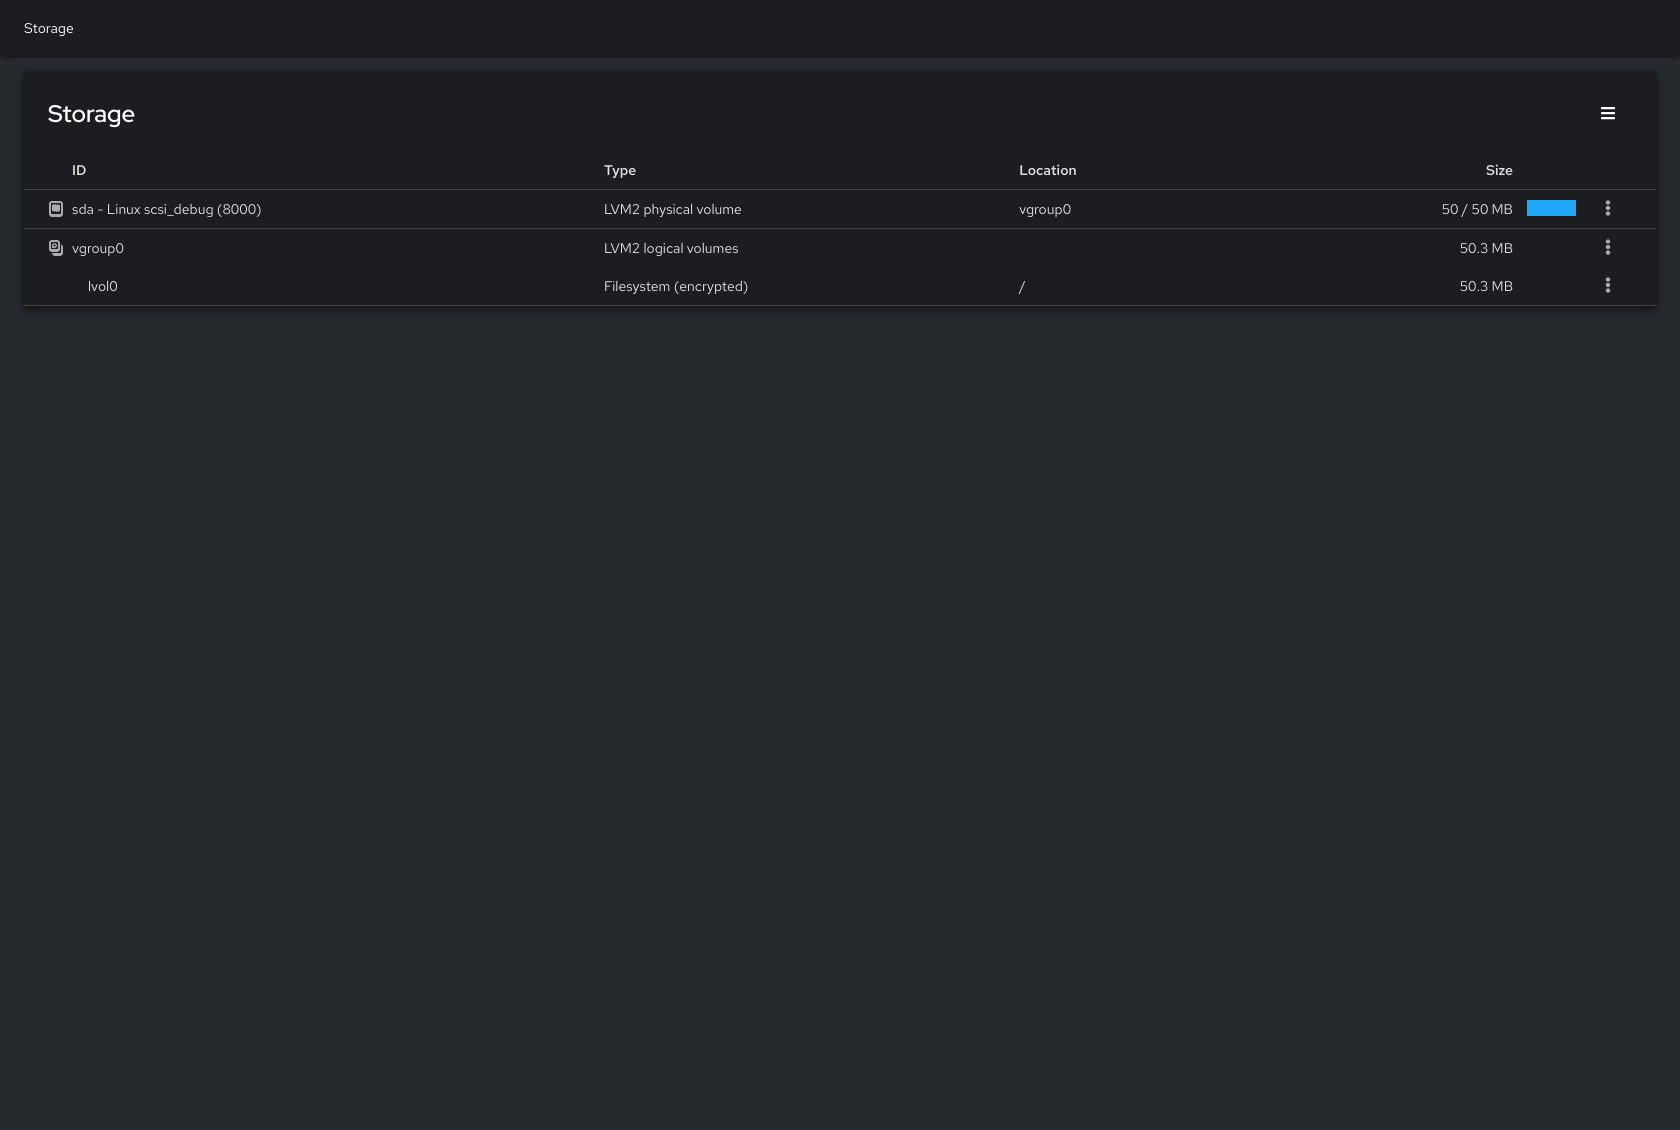 Storage
Storage
ID Type Location Size
sda - Linux scsi_debug (8000) LVM2 physical volume vgroup0 50 / 50 MB
vgroup0 LVM2 logical volumes 50.3 MB
lvol0 Filesystem (encrypted) / 50.3 MB